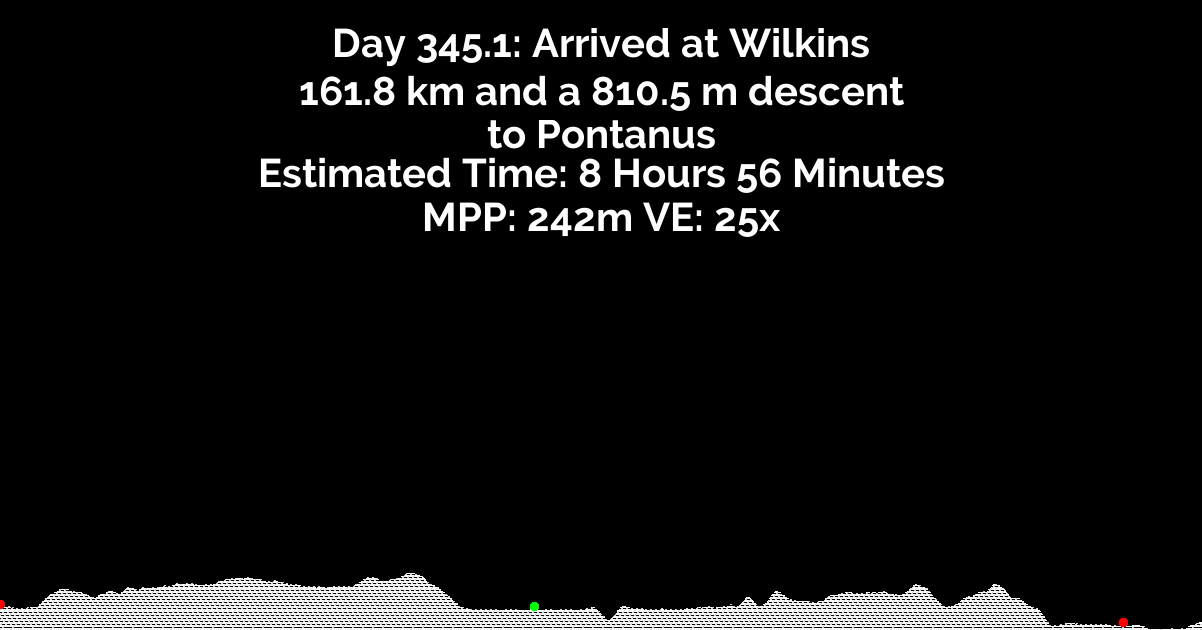 Day 345.1: Arrived at Wilkins
161.8 km and a 810.5 m descent
to Pontanus
Estimated Time: 8 Hours 56 Minutes
MPP: 242m VE: 25x